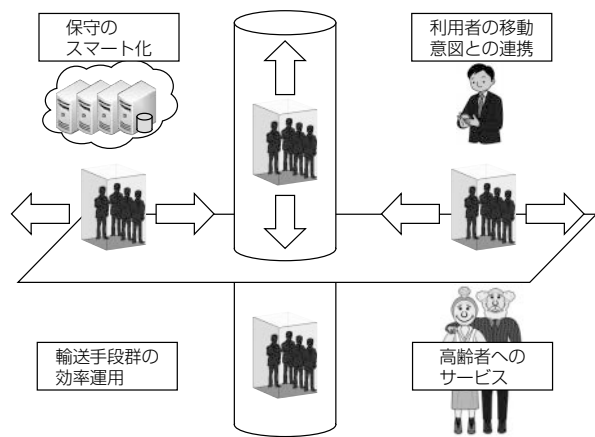 保守の
スマート化
利用者の移動
意図との連携
輸送手段群の
効率運用
高齢者への
サービス